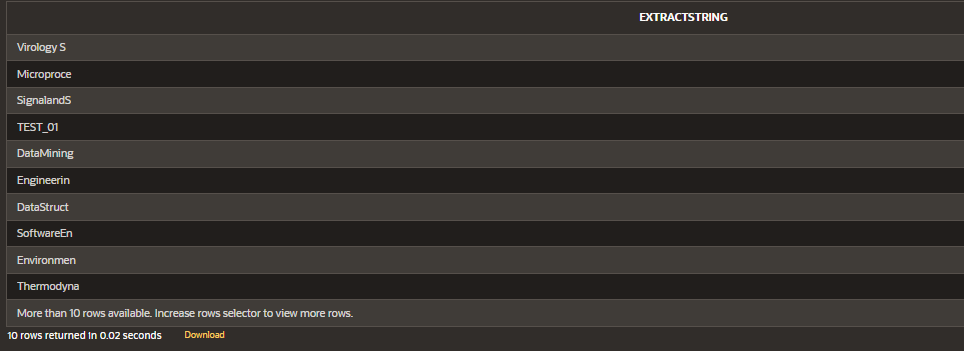 EXTRACTSTRING
Virology S
Microproce
SignalandS
TEST_01
DataMining
Engineerin
DataStruct
SoftwareEn
Environmen
Thermodyna
More than 10 rows available. Increase rows selector to view more rows.
10 rows returned in 0.02 seconds Download